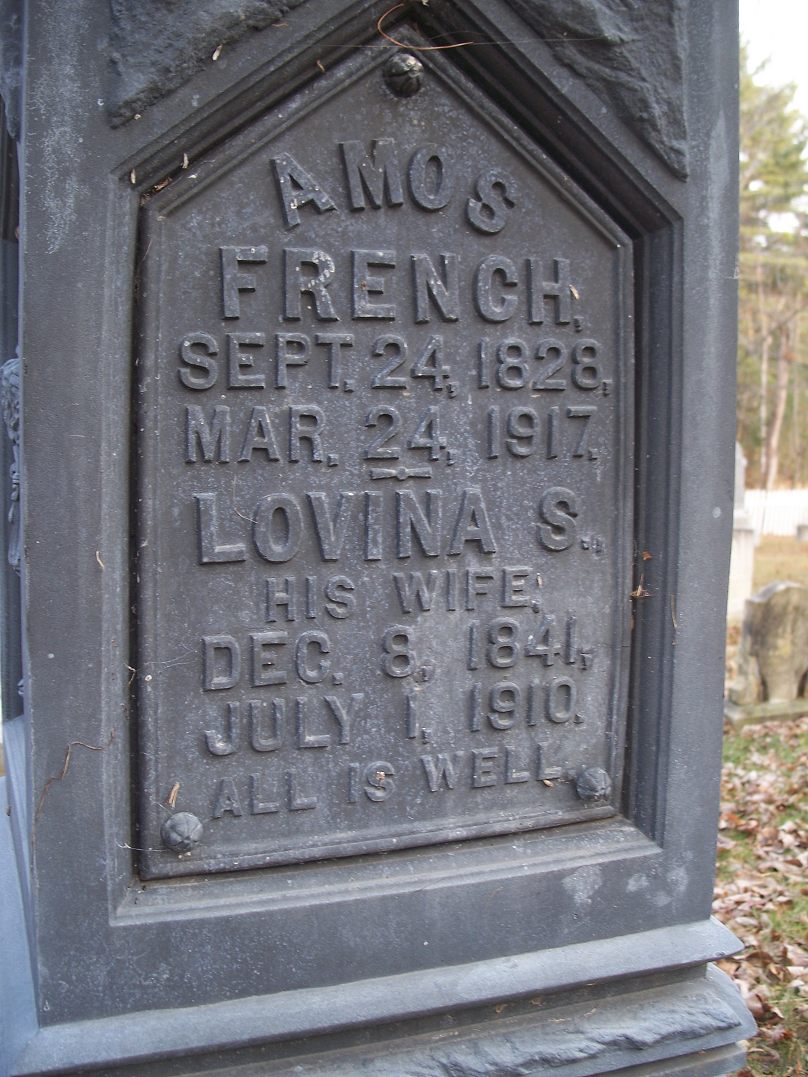 AMOS
FRENCH,
SEPT. 24, 1828,
MAR. 24, 1917.
LOVINA S.,
HIS WIFE,
DEC. 8, 1841,
JULY 1, 1910.
ALL IS WELL.